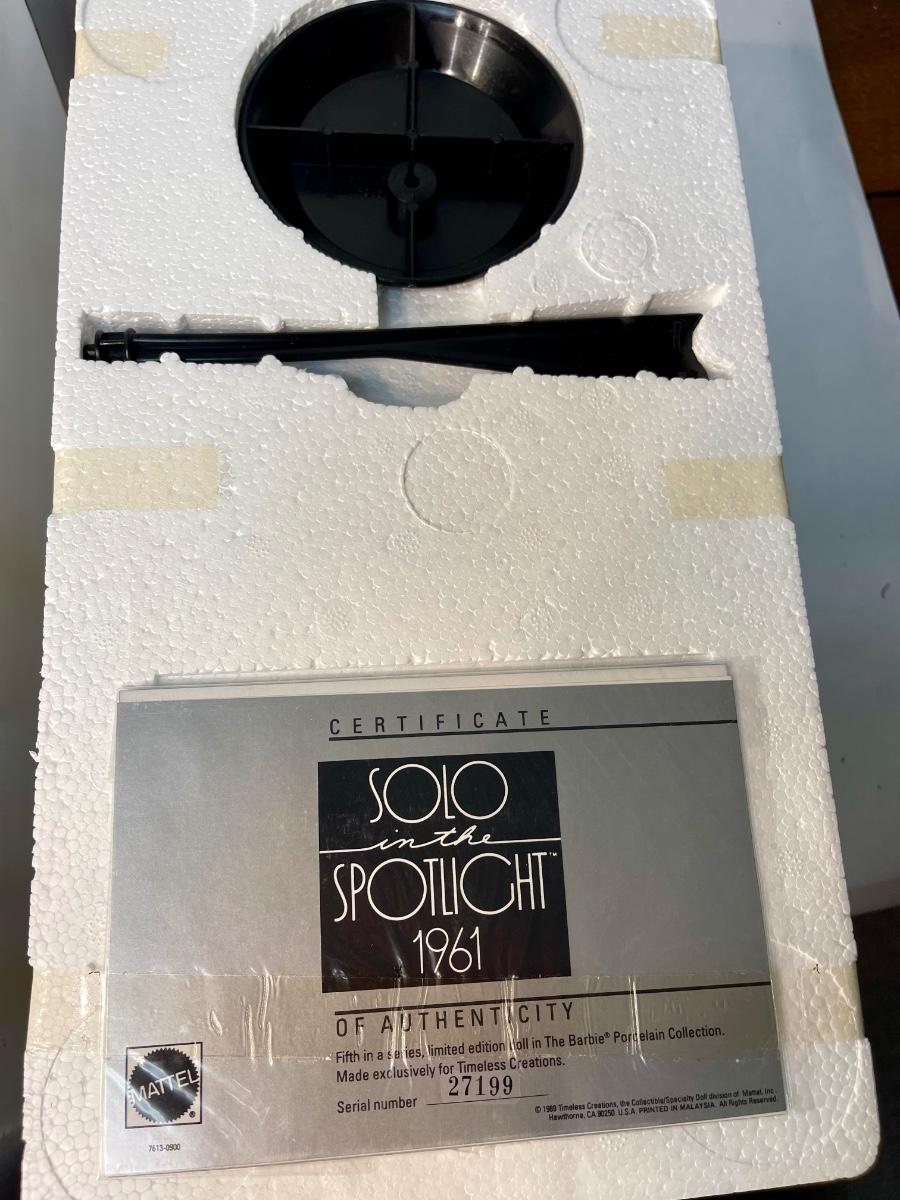 CERTIFICATE
SOLO
in the
SPOTLIGHT™
1961
OF AUTHENTICITY
Fifth in a series, limited edition doll in The Barbie® Porcelain Collection.
Made exclusively for Timeless Creations.
Serial number 27199
MATTEL®
7613-0900
© 1989 Timeless Creations, the Collectible/Specialty Doll division of Mattel, Inc.
Hawthorne, CA 90250 U.S.A. PRINTED IN MALAYSIA. All Rights Reserved.